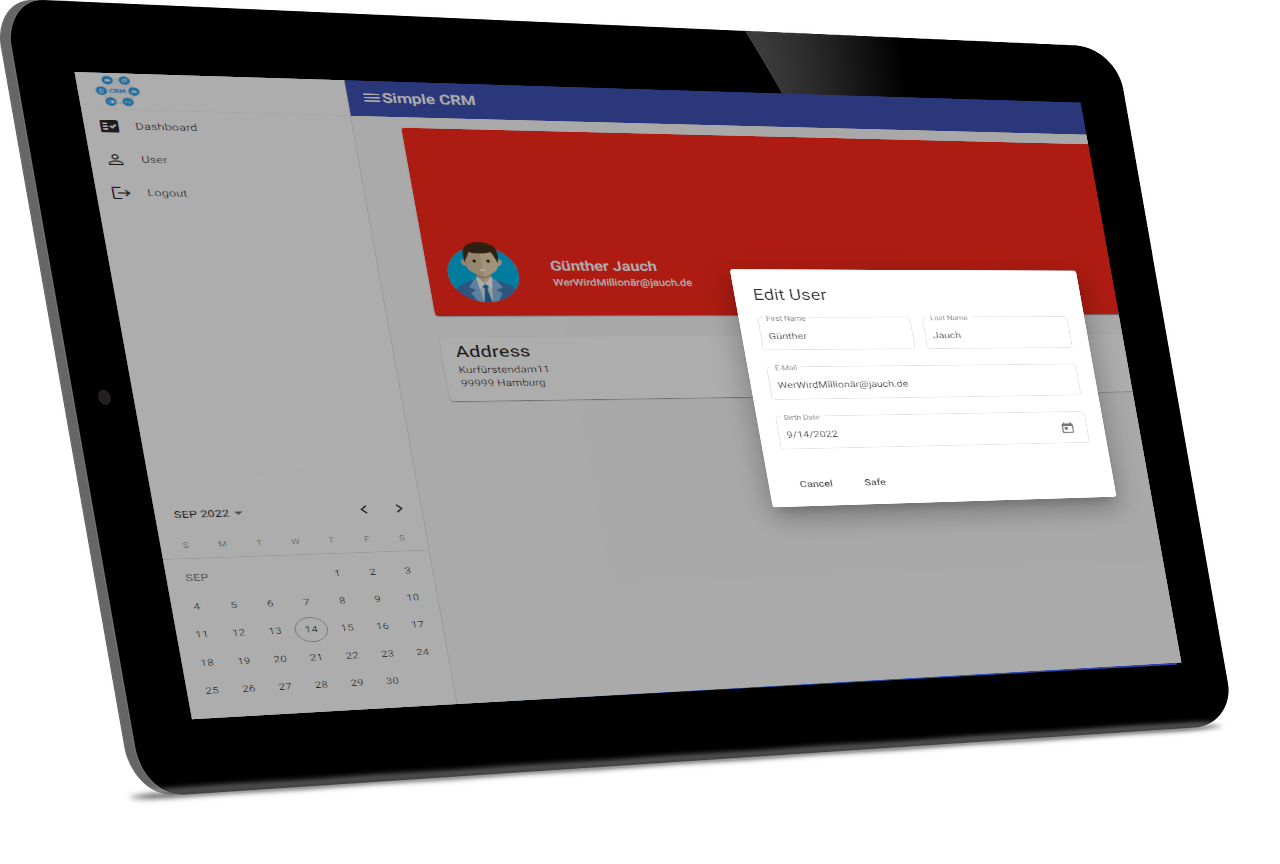 CRM
Simple CRM
Dashboard
User
Logout
Günther Jauch
WerWirdMillionär@jauch.de
Address
Kurfürstendam11
99999 Hamburg
Edit User
First Name
Günther
Last Name
Jauch
E-Mail
WerWirdMillionär@jauch.de
Birth Date
9/14/2022
Cancel Safe
SEP 2022
S M T W T F S
SEP 1 2 3
4 5 6 7 8 9 10
11 12 13 14 15 16 17
18 19 20 21 22 23 24
25 26 27 28 29 30